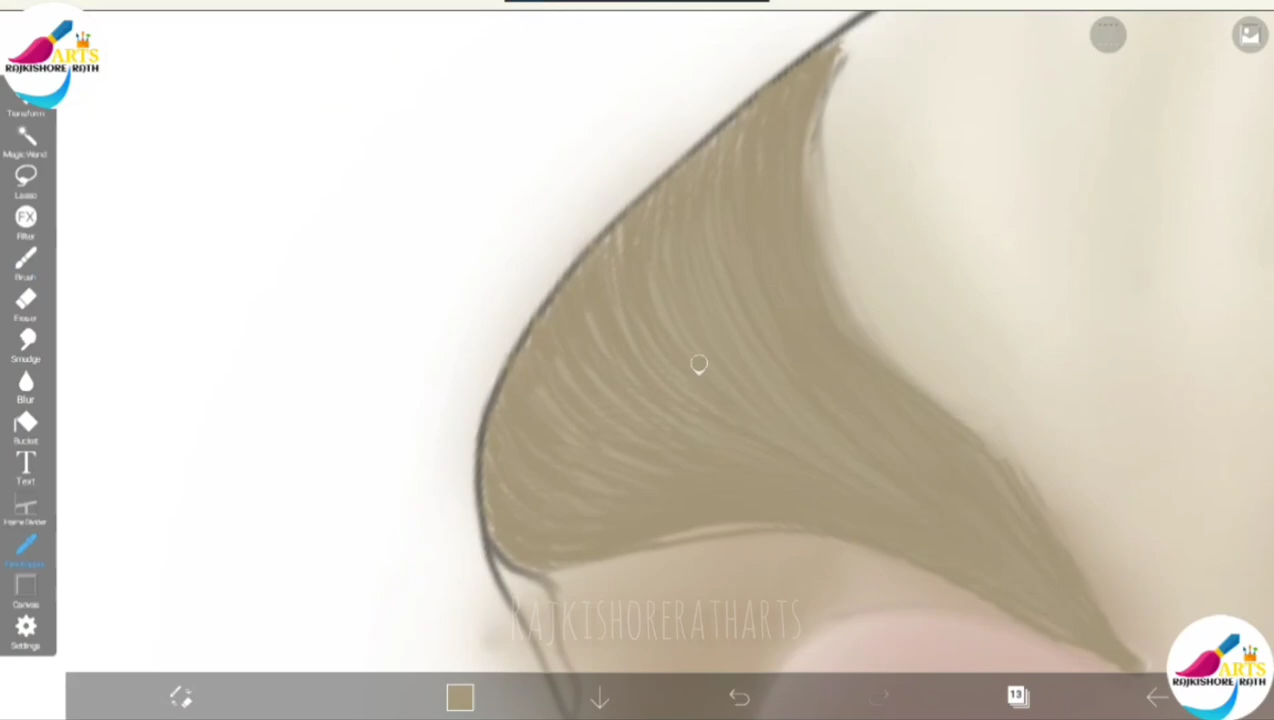 ARTS
RAJKISHORE RATH
Transform
Magic Wand
Lasso
FX
Filter
Brush
Eraser
Smudge
Blur
Bucket
T
Text
Frame Divider
Canvas
Settings
RAJKISHORERATHARTS
13
ARTS
RAJKISHORE RATH